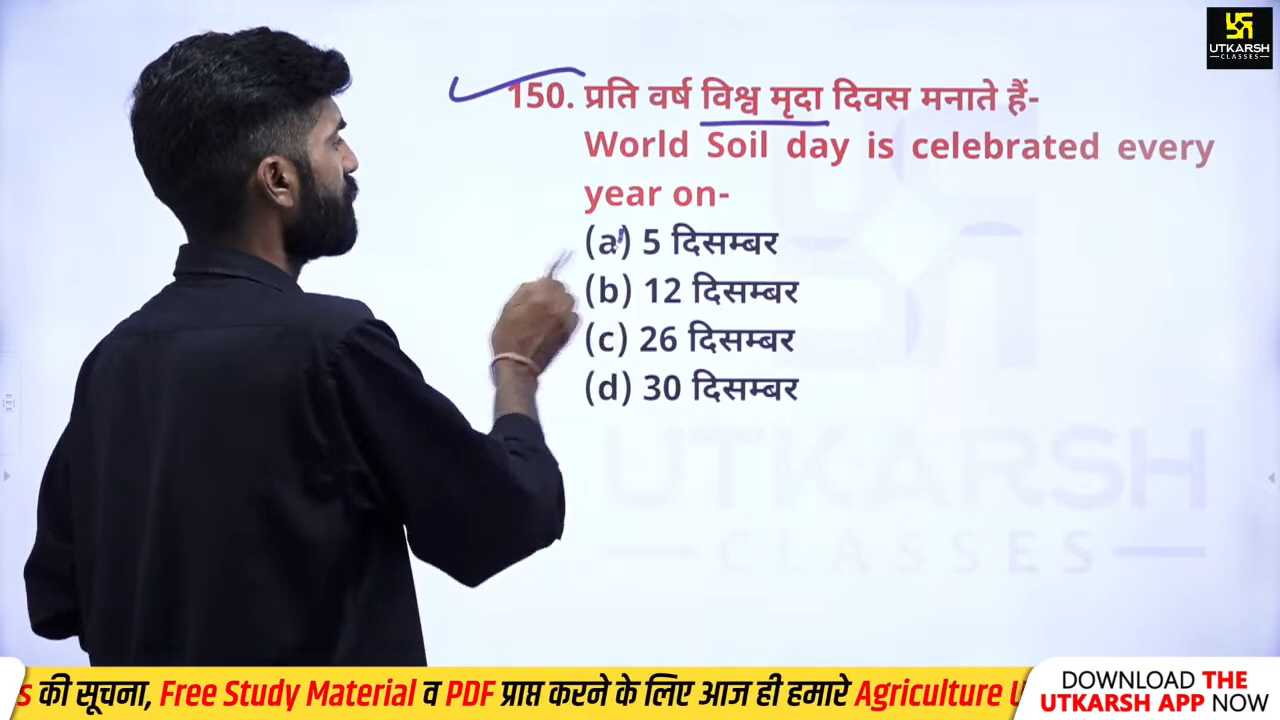 UTKARSH
CLASSES
150. प्रति वर्ष विश्व मृदा दिवस मनाते हैं-
World Soil day is celebrated every
year on-
(a) 5 दिसम्बर
(b) 12 दिसम्बर
(c) 26 दिसम्बर
(d) 30 दिसम्बर
UTKARSH
CLASSES
की सूचना, Free Study Material व PDF प्राप्त करने के लिए आज ही हमारे Agriculture
DOWNLOAD THE
UTKARSH APP NOW